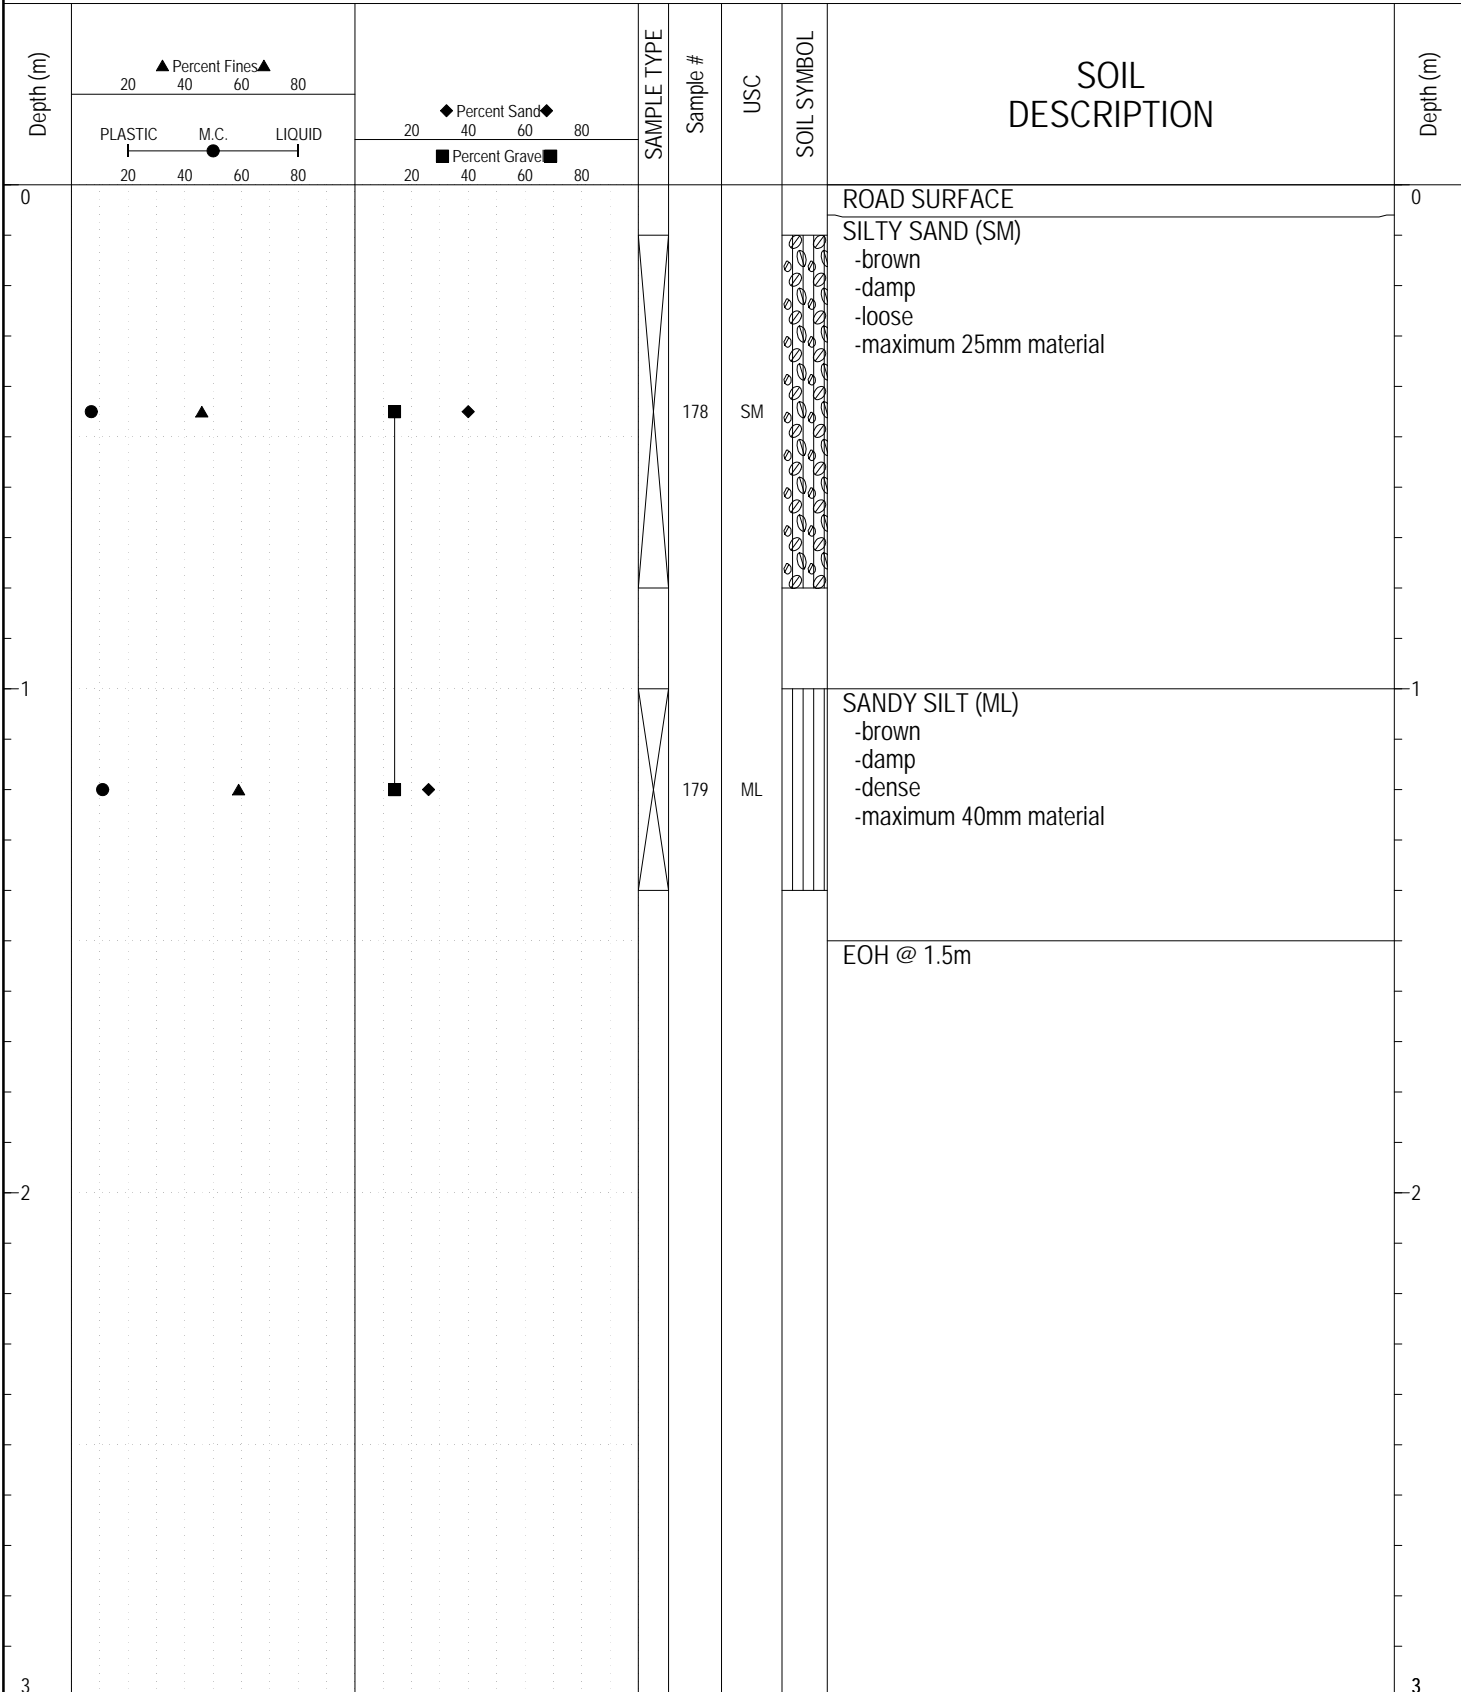 Depth (m)
▲ Percent Fines▲
20 40 60 80
PLASTIC M.C. LIQUID
20 40 60 80
◆ Percent Sand◆
20 40 60 80
■ Percent Gravel■
20 40 60 80
SAMPLE TYPE
Sample #
USC
SOIL SYMBOL
SOIL
DESCRIPTION
Depth (m)
0 ROAD SURFACE 0
SILTY SAND (SM)
-brown
-damp
-loose
-maximum 25mm material
178 SM
1 1
SANDY SILT (ML)
-brown
-damp
-dense
179 ML
-maximum 40mm material
EOH @ 1.5m
2 2
3 3